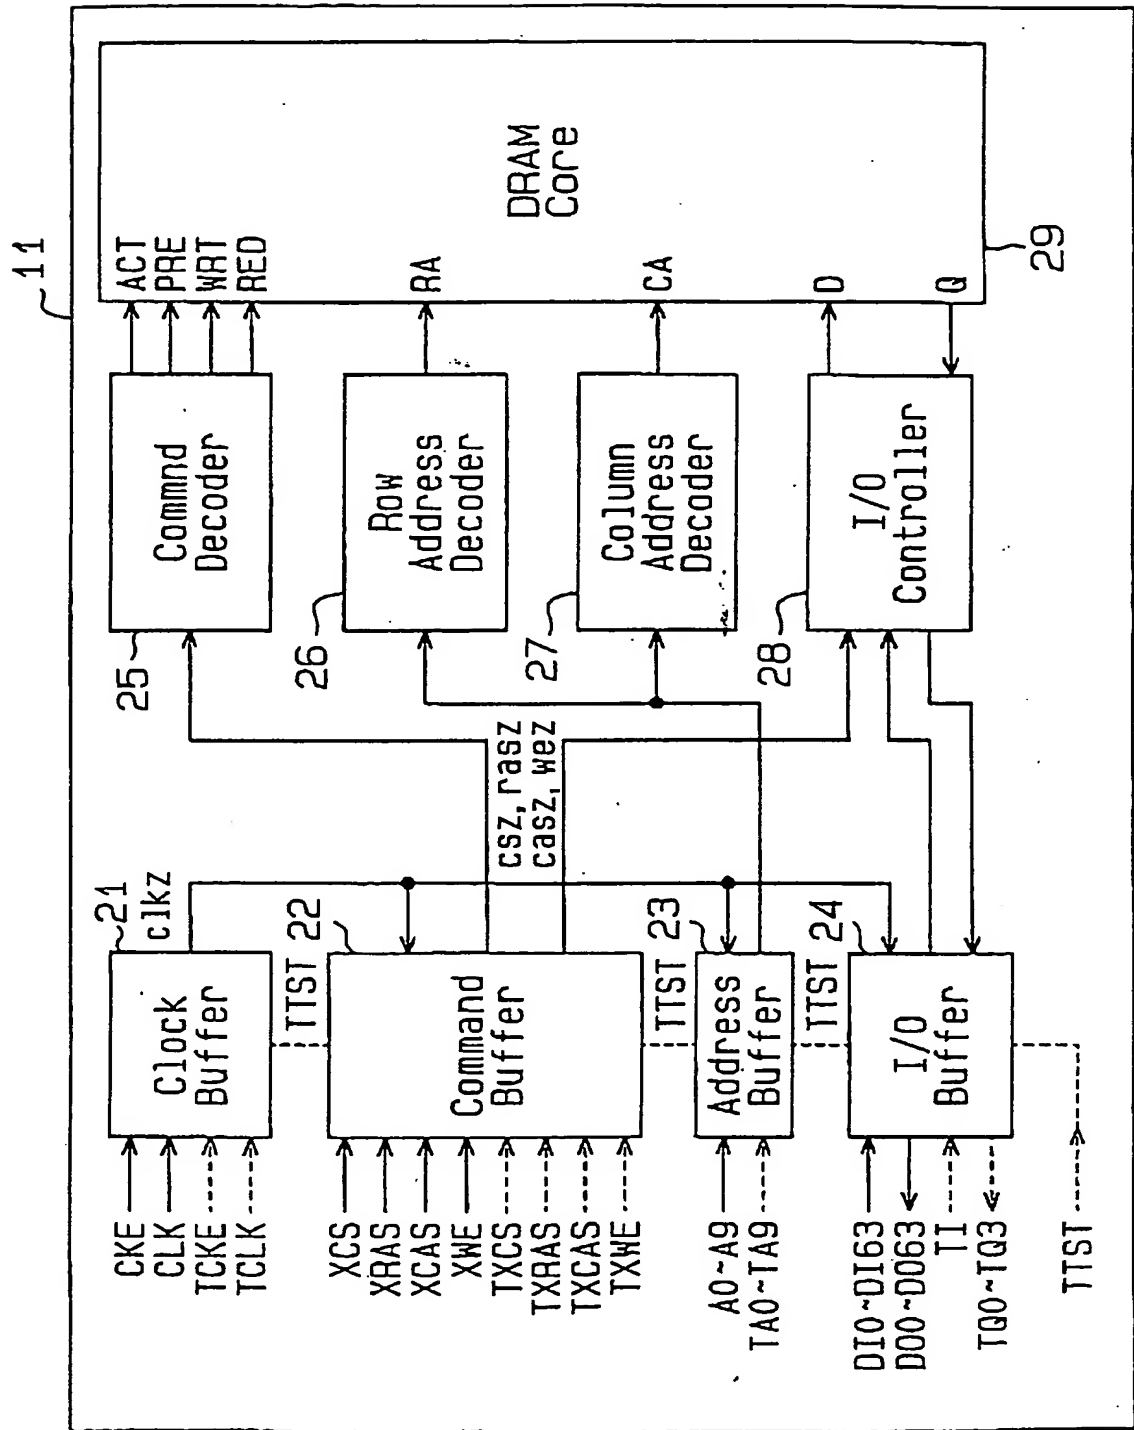 11
CKE
CLK
TCKE
TCLK
Clock
Buffer
21
clkz
TTST
XCS
XRAS
XCAS
XWE
TXCS
TXRAS
TXCAS
TXWE
Command
Buffer
22
csz, rasz
casz, wez
TTST
A0~A9
TA0~TA9
Address
Buffer
23
TTST
DI0~DI63
DO0~DO63
TI
TQ0~TQ3
I/O
Buffer
24
TTST
25
Commnd
Decoder
26
Row
Address
Decoder
27
Column
Address
Decoder
28
I/O
Controller
ACT
PRE
WRT
RED
RA
CA
D
Q
DRAM
Core
29